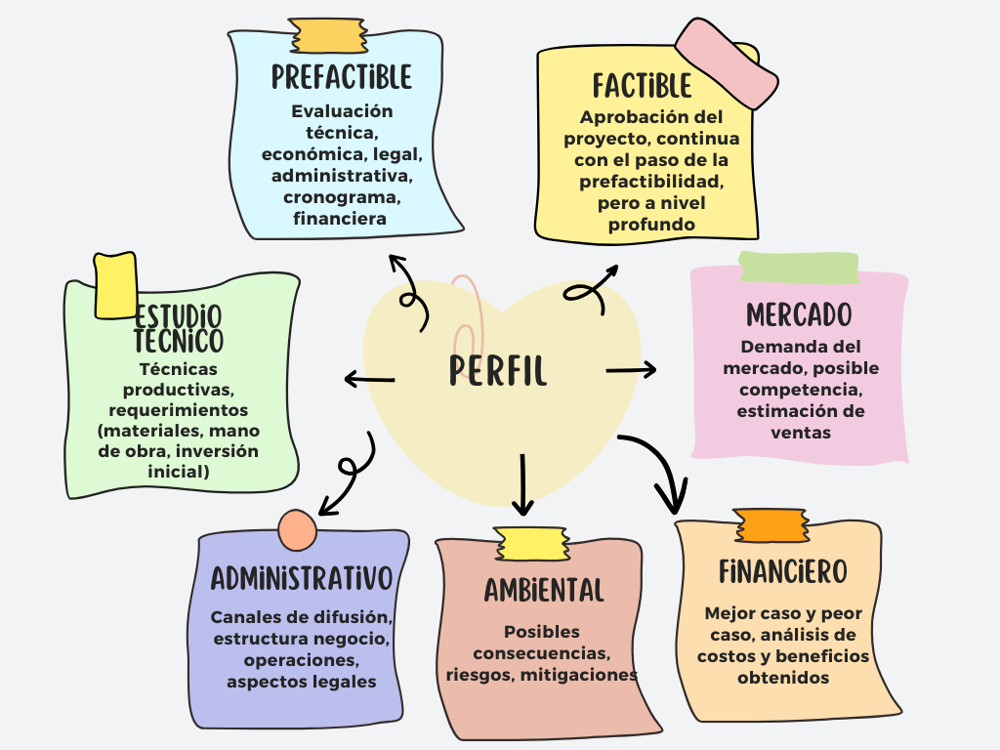 PREFACTIBLE
Evaluación
técnica,
económica, legal,
administrativa,
cronograma,
financiera
FACTIBLE
Aprobación del
proyecto, continua
con el paso de la
prefactibilidad,
pero a nivel
profundo
ESTUDIO
TECNICO
Técnicas
productivas,
requerimientos
(materiales, mano
de obra, inversión
inicial)
PERFIL
MERCADO
Demanda del
mercado, posible
competencia,
estimación de
ventas
ADMINISTRATIVO
Canales de difusión,
estructura negocio,
operaciones,
aspectos legales
AMBIENTAL
Posibles
consecuencias,
riesgos, mitigaciones
FINANCIERO
Mejor caso y peor
caso, análisis de
costos y beneficios
obtenidos